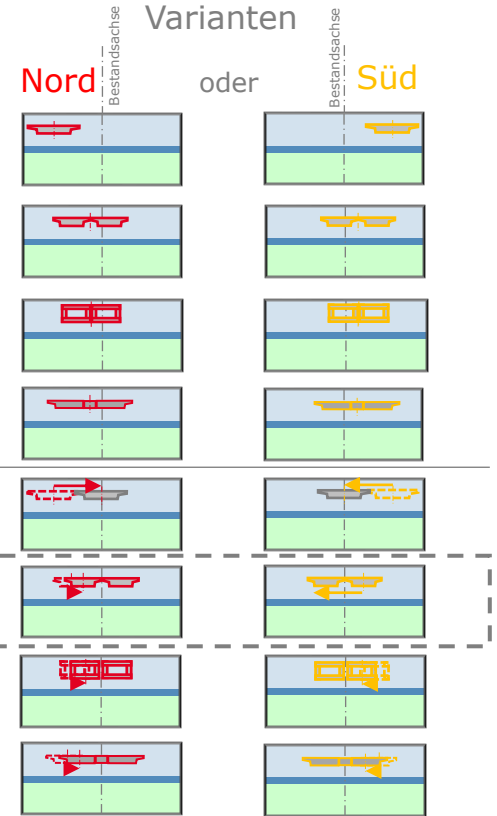 Varianten
Bestandsachse
Bestandsachse
Nord
oder
Süd